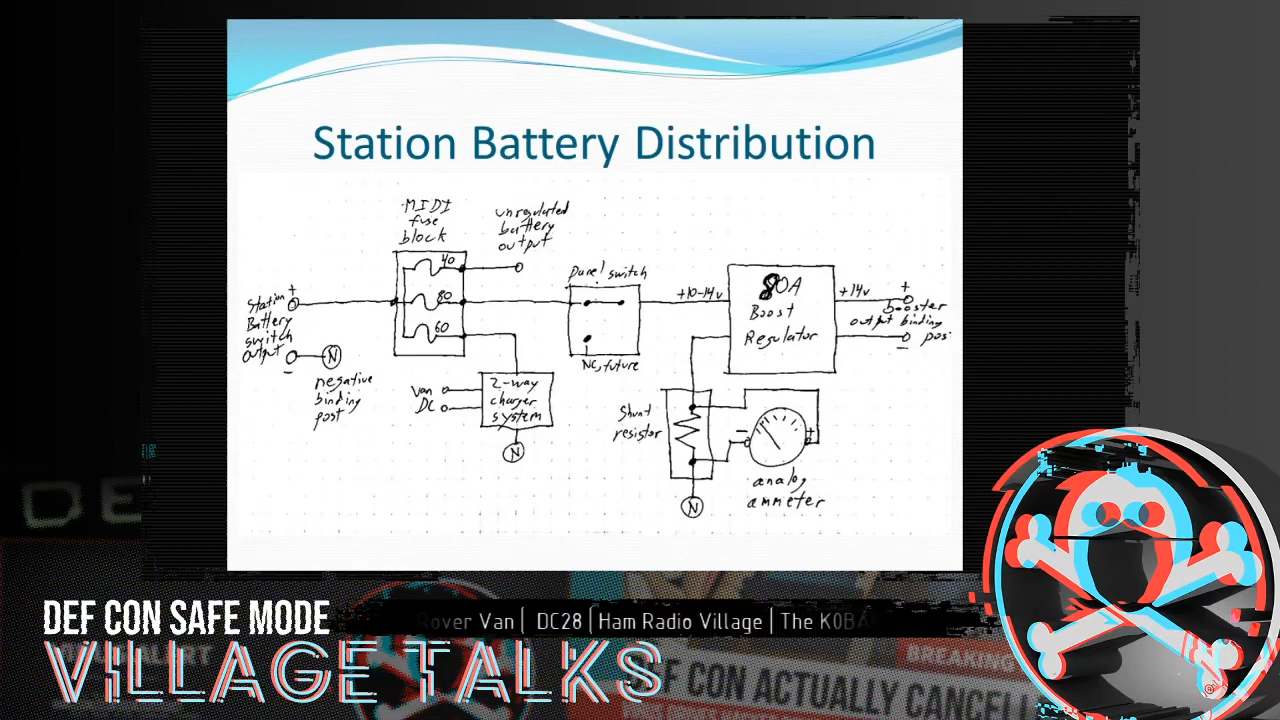 Station Battery Distribution
MIDI
fuse
block
unregulated
battery
output
40
80
60
Station +
Battery
switch
output
-
N
negative
binding
post
Van
DC
2-way
charger
system
N
panel switch
NC, future
+10-14v
80A
Boost
Regulator
+14v
+
booster
output binding
pos
-
Shunt
resistor
- +
analog
ammeter
N
DEF CON SAFE MODE
VILLAGE TALKS
Rover Van | DC28 | Ham Radio Village | The K0BA
BREAKING
DEF CON ACTUALLY CANCELL